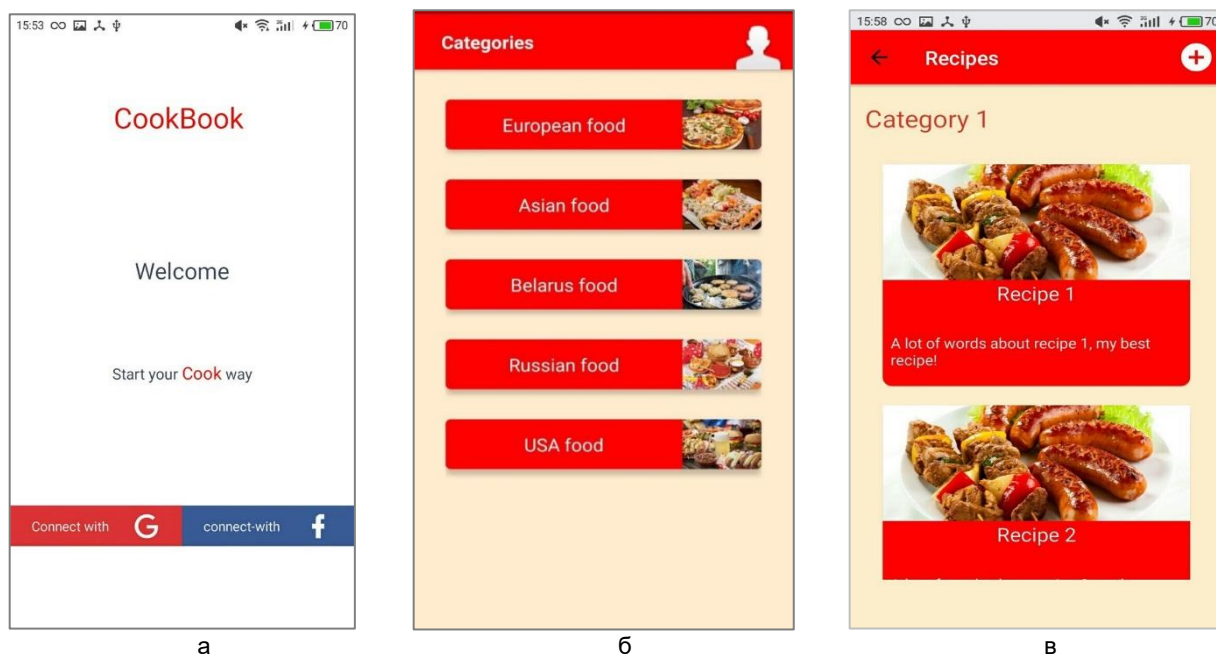 15:53
70
CookBook
Welcome
Start your Cook way
Connect with G
connect-with f
а
Categories
European food
Asian food
Belarus food
Russian food
USA food
б
15:58
70
Recipes
Category 1
Recipe 1
A lot of words about recipe 1, my best
recipe!
Recipe 2
в